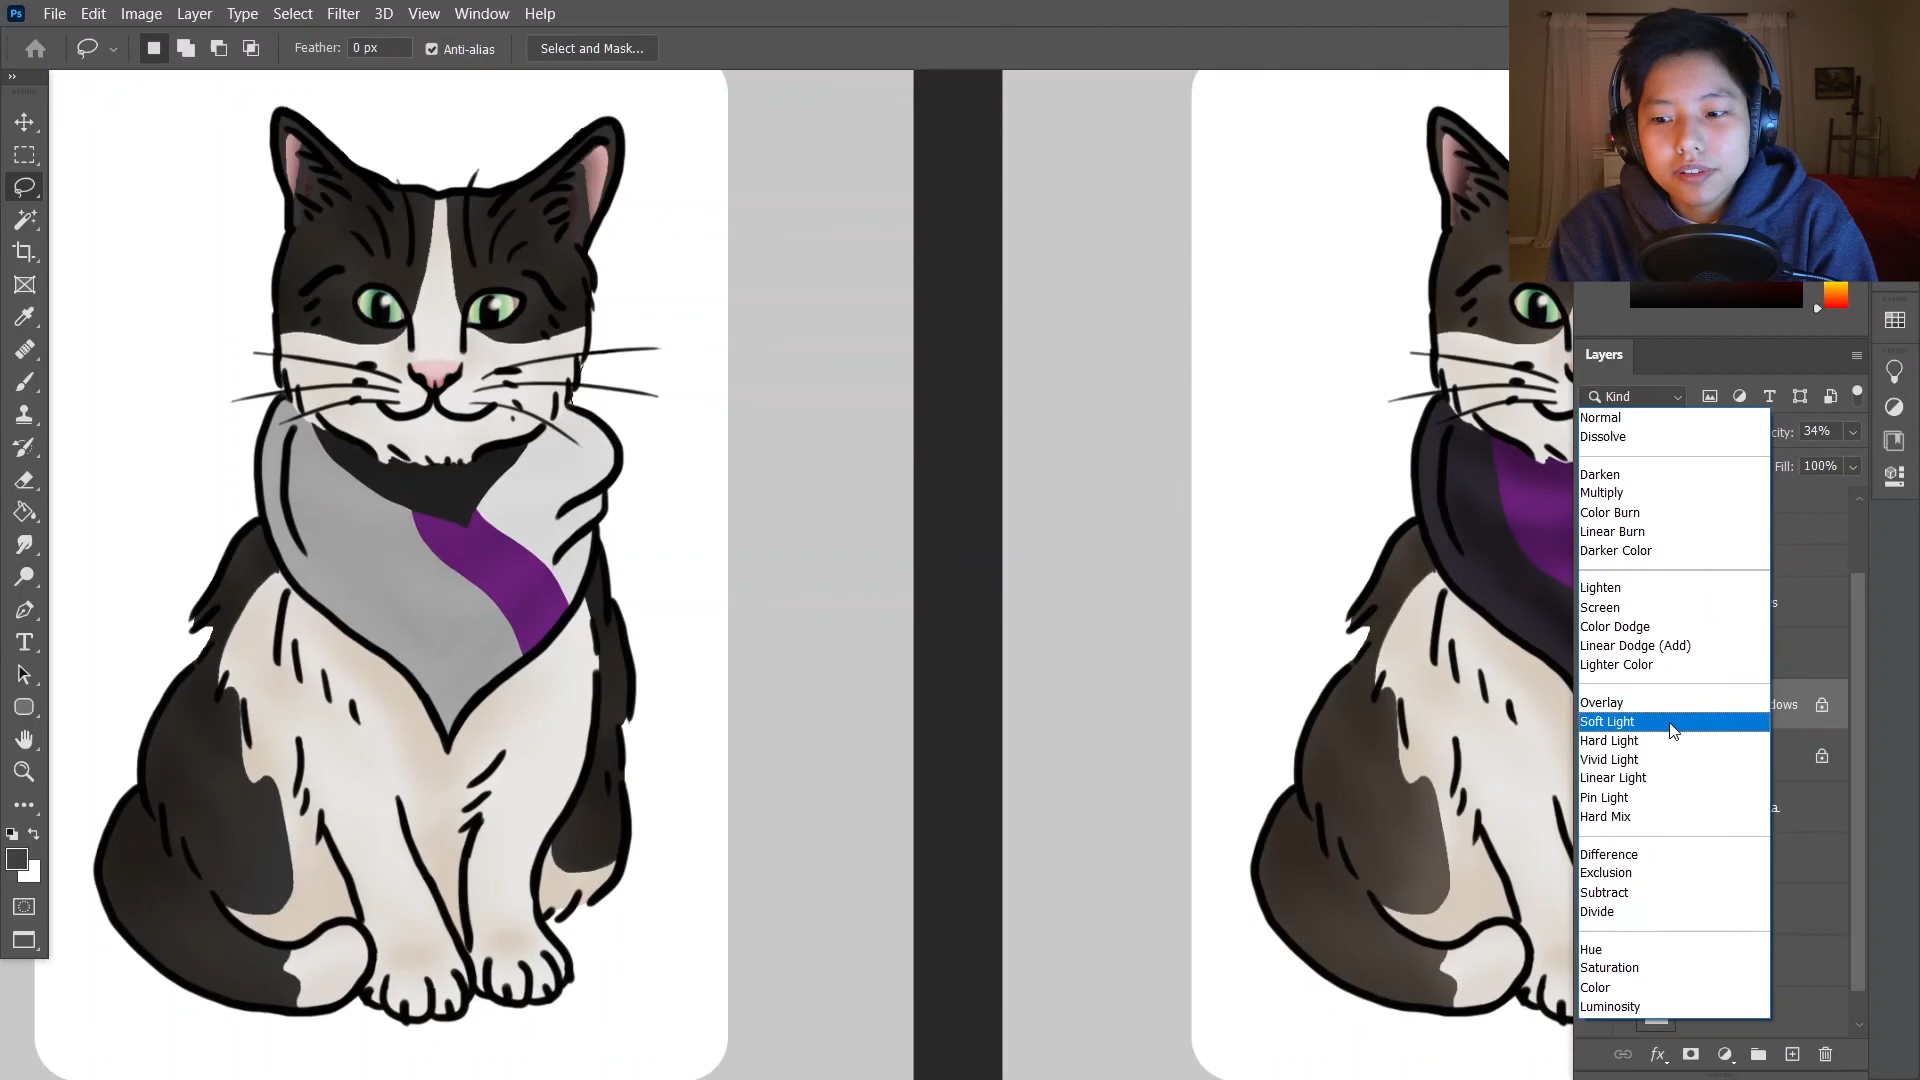 Ps File Edit Image Layer Type Select Filter 3D View Window Help
Feather: 0 px Anti-alias Select and Mask...
Layers
Kind
Normal
city: 34%
Dissolve
Fill: 100%
Darken
Multiply
Color Burn
Linear Burn
Darker Color
Lighten
Screen
s
Color Dodge
Linear Dodge (Add)
Lighter Color
Overlay
dows
Soft Light
Hard Light
Vivid Light
Linear Light
Pin Light
a
Hard Mix
Difference
Exclusion
Subtract
Divide
Hue
Saturation
Color
Luminosity
fx